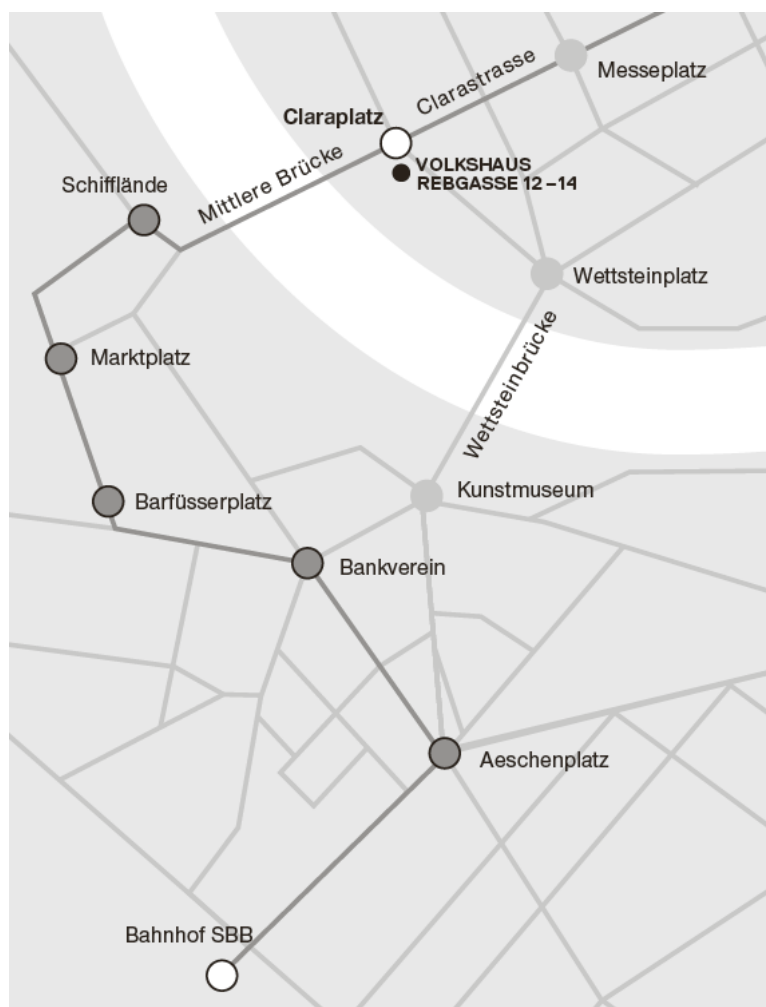 Messeplatz
Clarastrasse
Claraplatz
VOLKSHAUS
REBGASSE 12–14
Mittlere Brücke
Schifflände
Wettsteinplatz
Wettsteinbrücke
Marktplatz
Kunstmuseum
Barfüsserplatz
Bankverein
Aeschenplatz
Bahnhof SBB